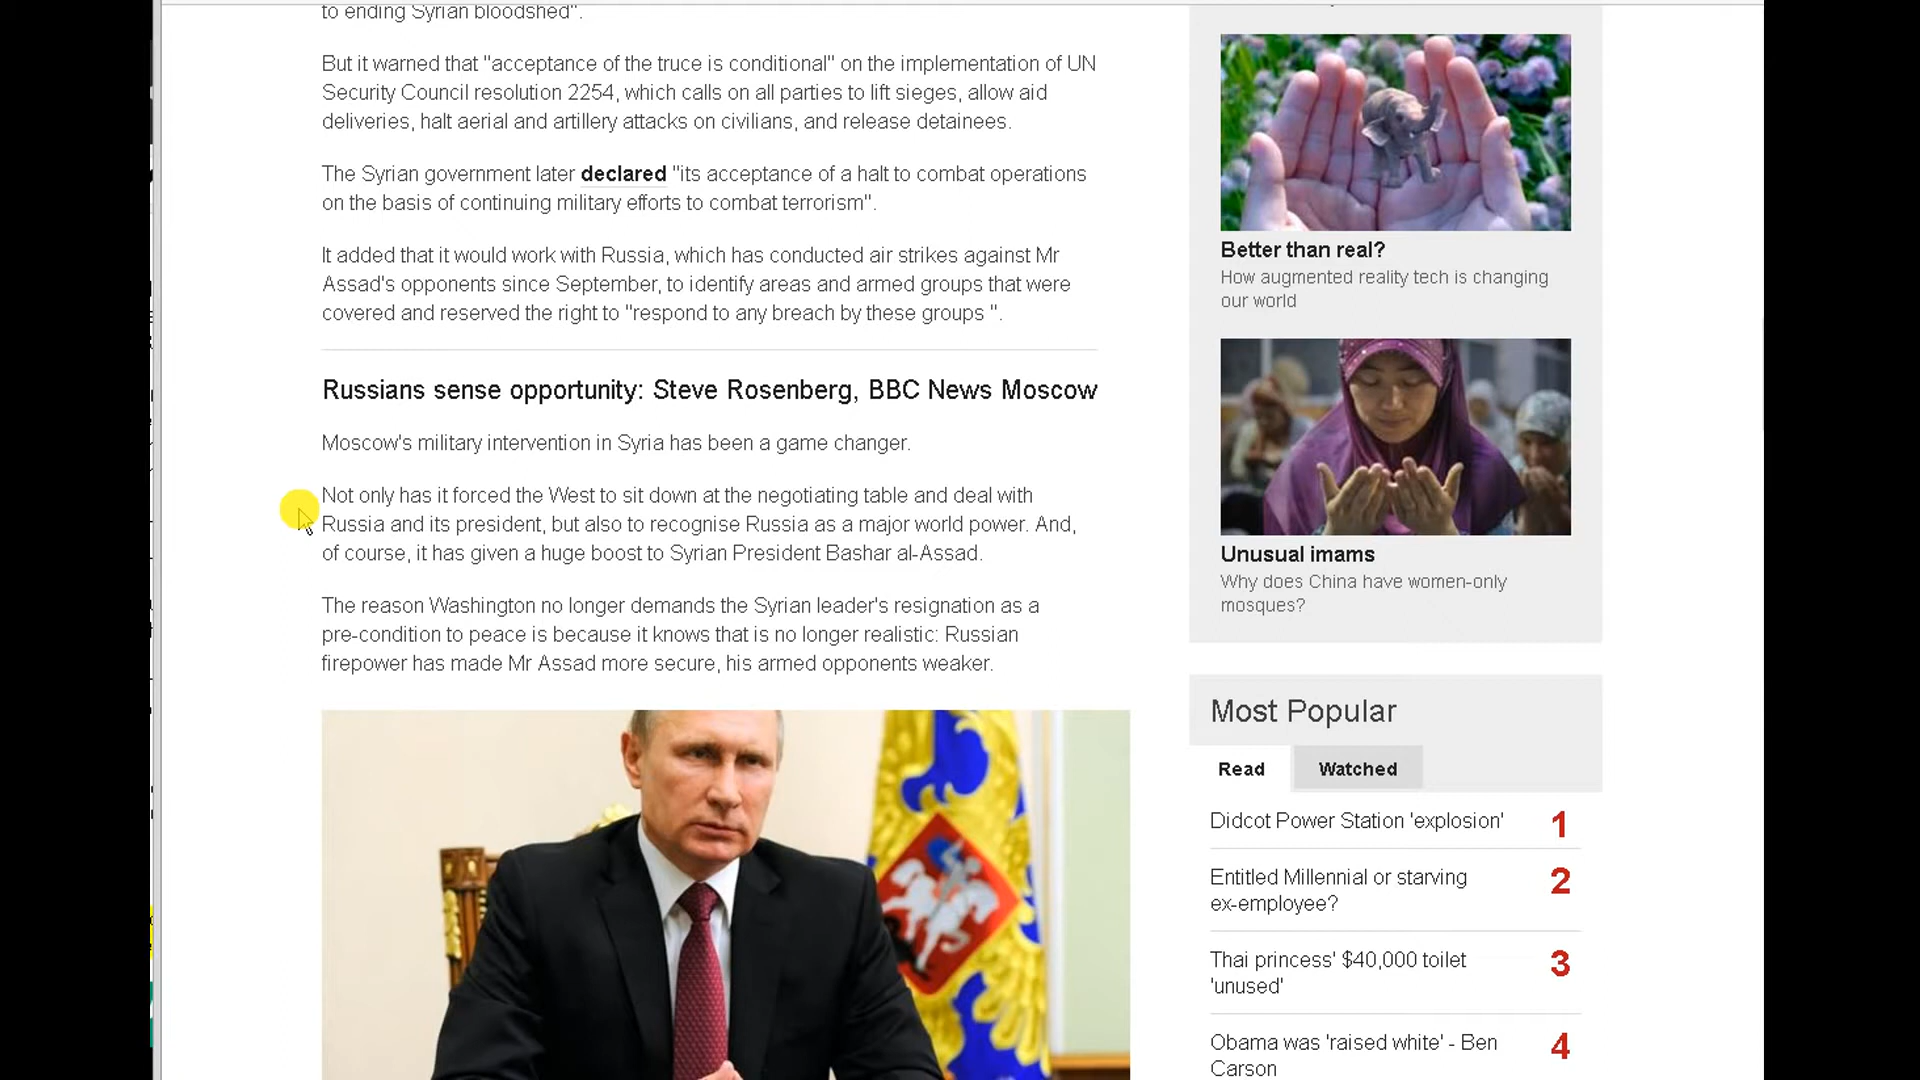 to ending Syrian bloodshed".
But it warned that "acceptance of the truce is conditional" on the implementation of UN
Security Council resolution 2254, which calls on all parties to lift sieges, allow aid
deliveries, halt aerial and artillery attacks on civilians, and release detainees.
The Syrian government later declared "its acceptance of a halt to combat operations
on the basis of continuing military efforts to combat terrorism".
It added that it would work with Russia, which has conducted air strikes against Mr
Assad's opponents since September, to identify areas and armed groups that were
covered and reserved the right to "respond to any breach by these groups ".
Russians sense opportunity: Steve Rosenberg, BBC News Moscow
Moscow's military intervention in Syria has been a game changer.
Not only has it forced the West to sit down at the negotiating table and deal with
Russia and its president, but also to recognise Russia as a major world power. And,
of course, it has given a huge boost to Syrian President Bashar al-Assad.
The reason Washington no longer demands the Syrian leader's resignation as a
pre-condition to peace is because it knows that is no longer realistic: Russian
firepower has made Mr Assad more secure, his armed opponents weaker.
Better than real?
How augmented reality tech is changing
our world
Unusual imams
Why does China have women-only
mosques?
Most Popular
Read
Watched
Didcot Power Station 'explosion' 1
Entitled Millennial or starving 2
ex-employee?
Thai princess' $40,000 toilet 3
'unused'
Obama was 'raised white' - Ben 4
Carson